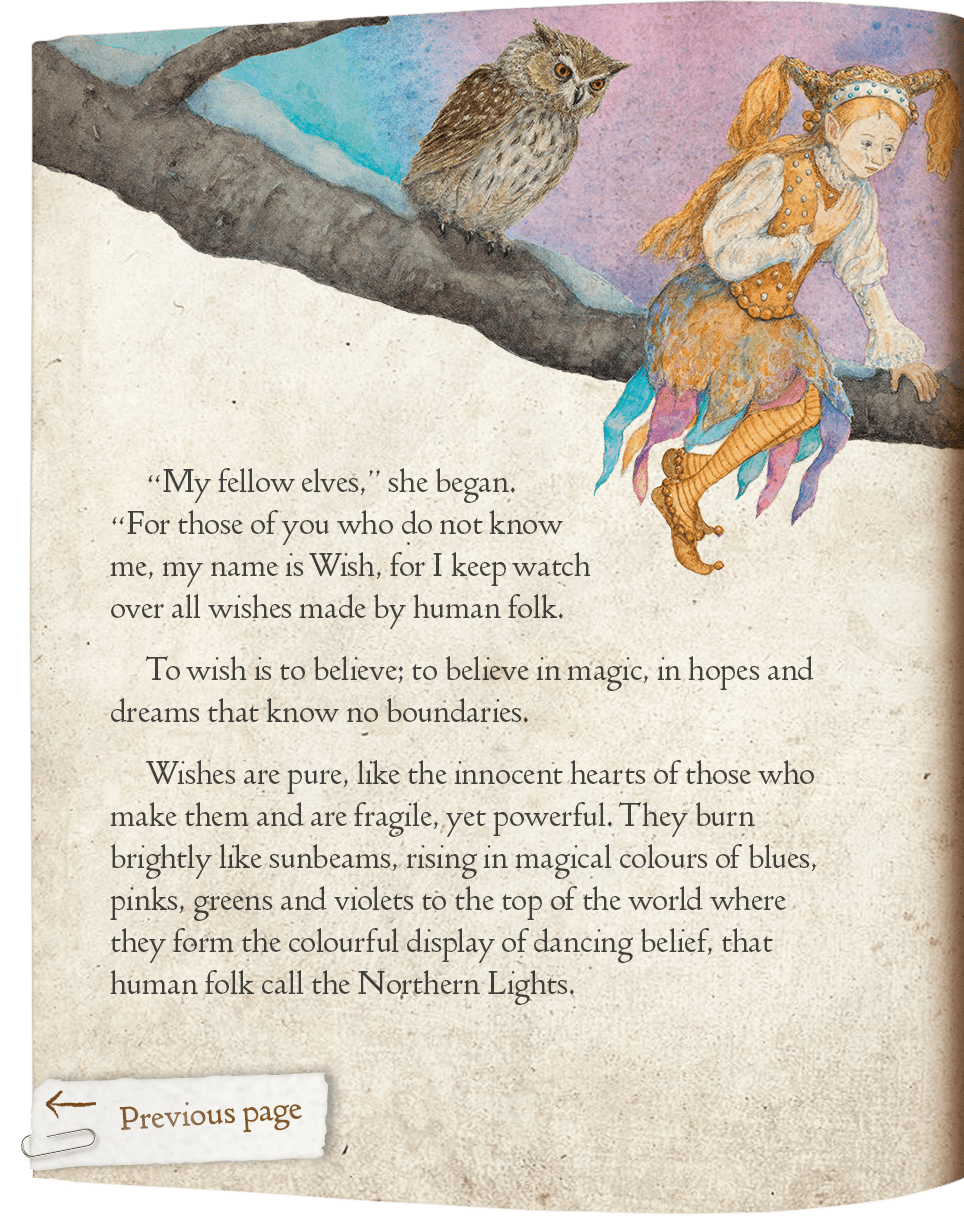 “My fellow elves,” she began.
“For those of you who do not know
me, my name is Wish, for I keep watch
over all wishes made by human folk.
To wish is to believe; to believe in magic, in hopes and
dreams that know no boundaries.
Wishes are pure, like the innocent hearts of those who
make them and are fragile, yet powerful. They burn
brightly like sunbeams, rising in magical colours of blues,
pinks, greens and violets to the top of the world where
they form the colourful display of dancing belief, that
human folk call the Northern Lights.
Previous page